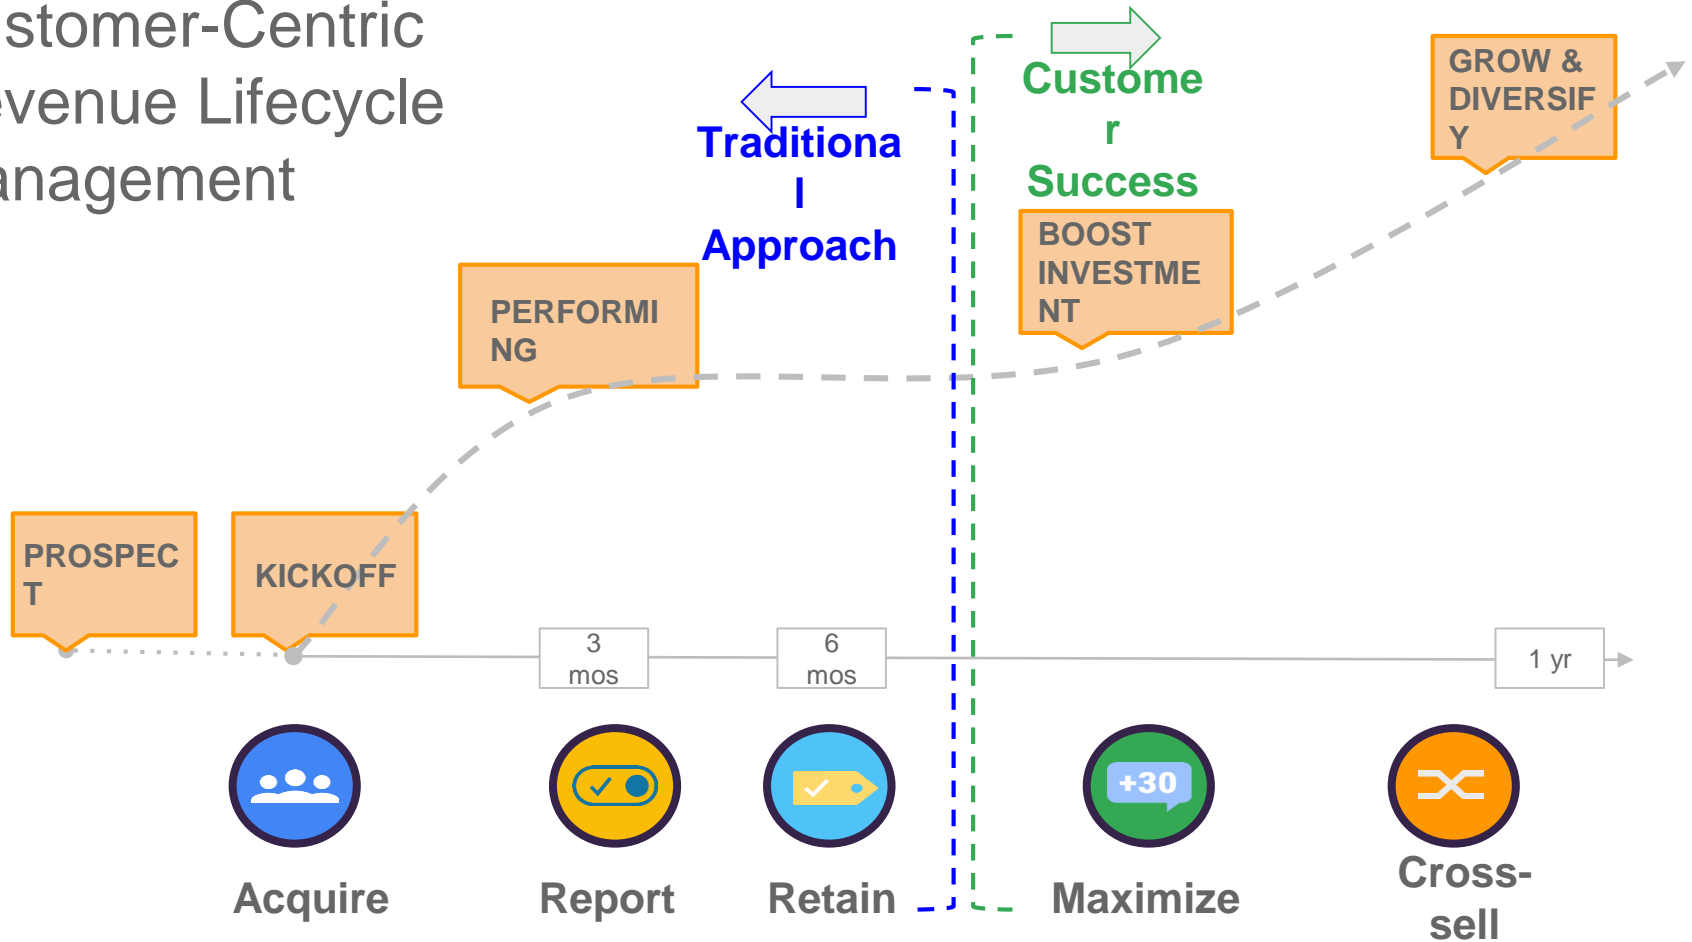 stomer-Centric
evenue Lifecycle
anagement
Traditiona
l
Approach
Custome
r
Success
GROW &
DIVERSIF
Y
BOOST
INVESTME
NT
PERFORMI
NG
PROSPEC
T
KICKOFF
3
mos
6
mos
1 yr
+30
Acquire
Report
Retain
Maximize
Cross-
sell